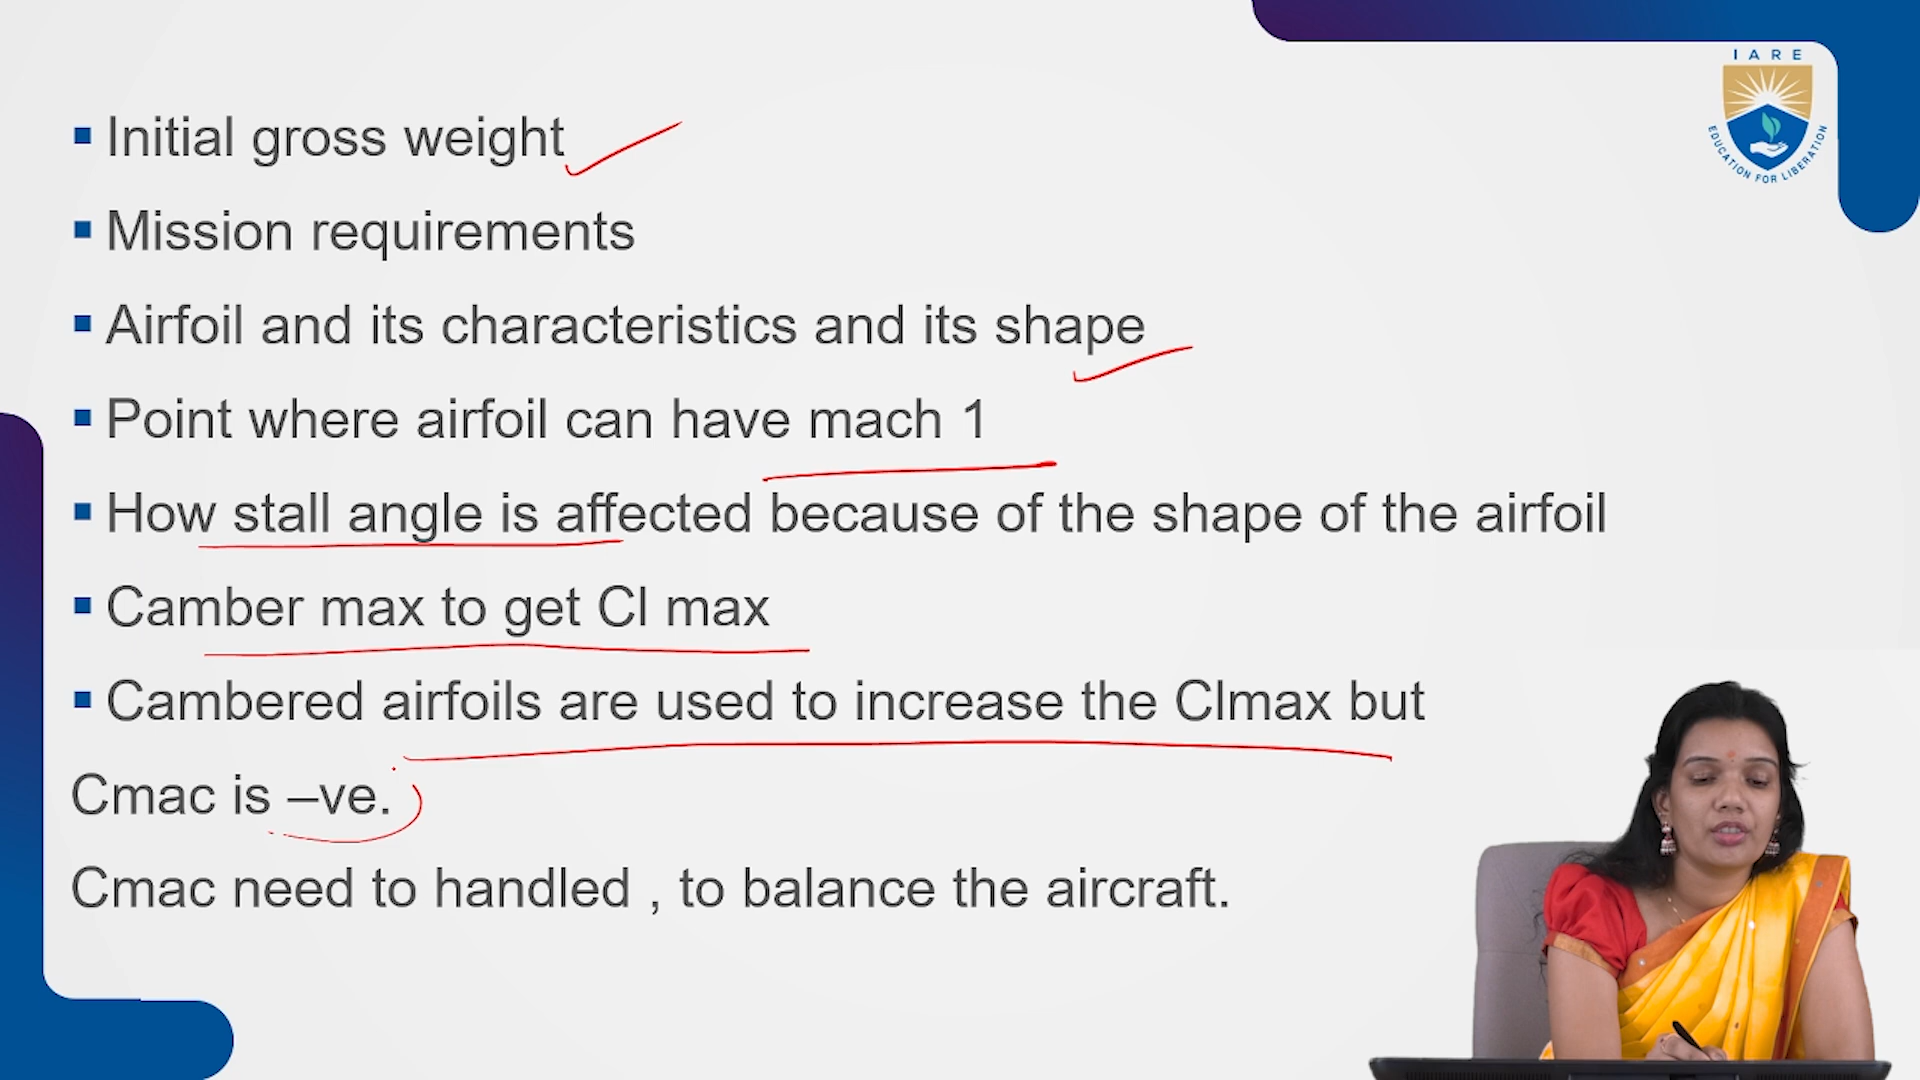 IARE
EDUCATION FOR LIBERATION
Initial gross weight
Mission requirements
Airfoil and its characteristics and its shape
Point where airfoil can have mach 1
How stall angle is affected because of the shape of the airfoil
Camber max to get Cl max
Cambered airfoils are used to increase the Clmax but
Cmac is –ve.
Cmac need to handled , to balance the aircraft.